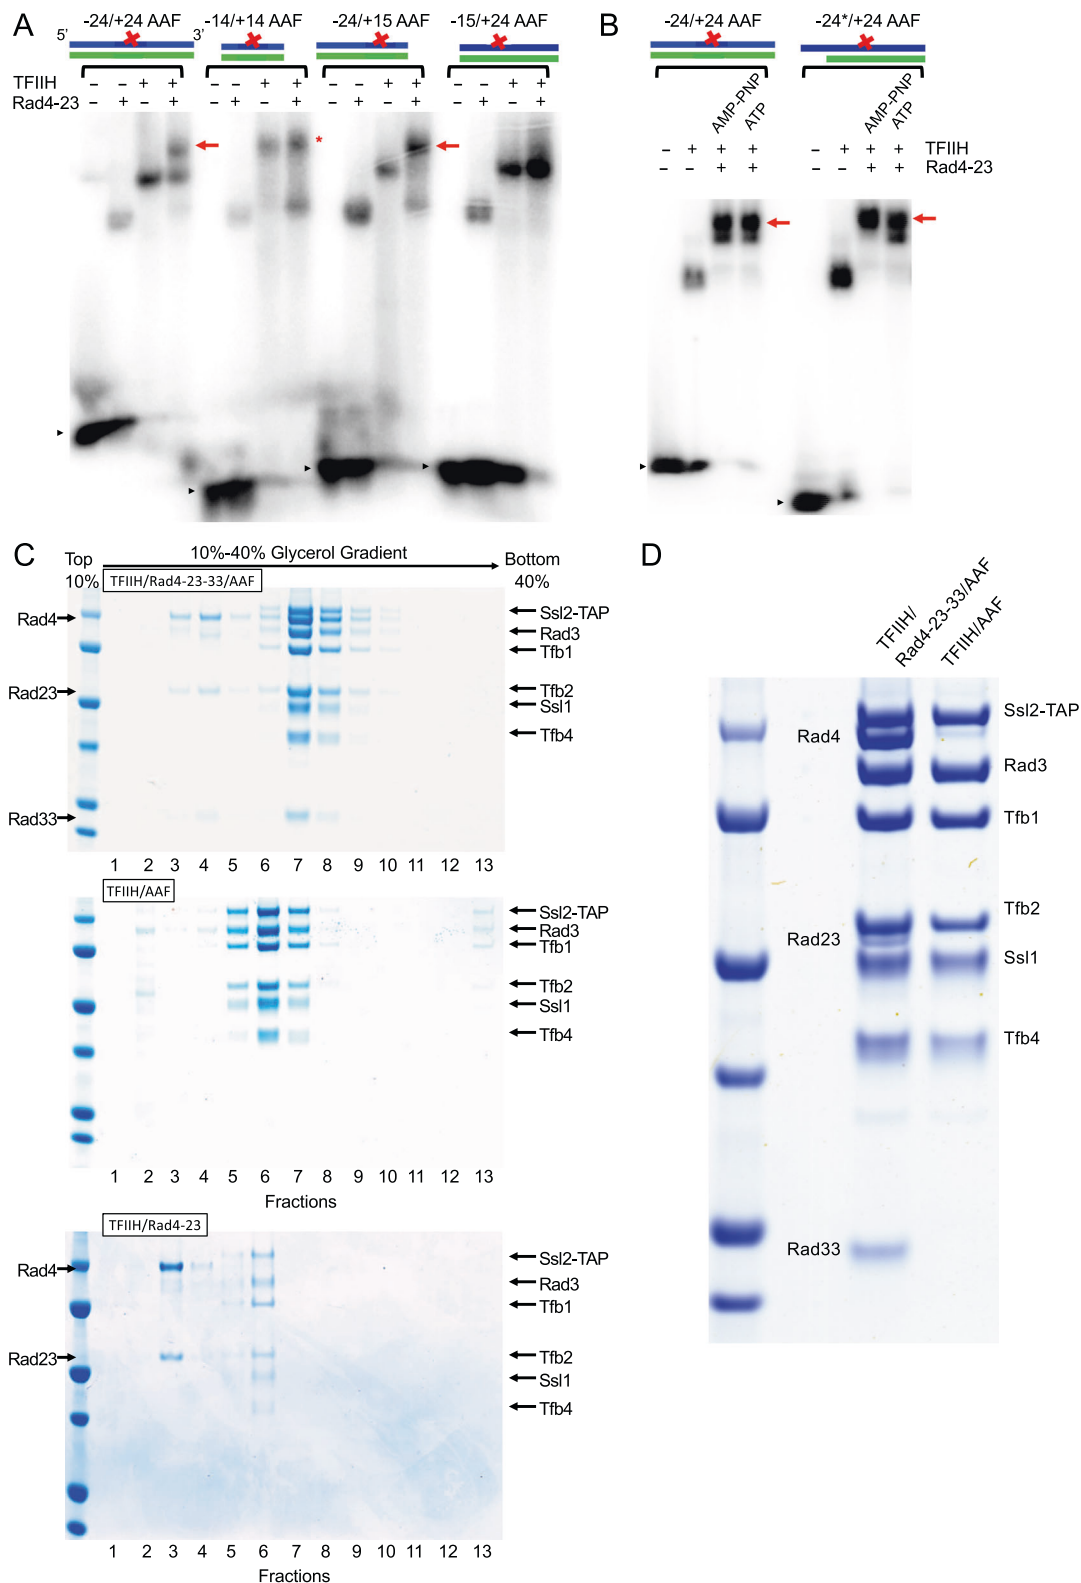 A
-24/+24 AAF
-14/+14 AAF
-24/+15 AAF
-15/+24 AAF
5’
3’
TFIIH - - + + - - + + - - + + - - + +
Rad4-23 - + - + - + - + - + - + - + - +
*
B
-24/+24 AAF
-24*/+24 AAF
AMP-PNP
ATP
AMP-PNP
ATP
- + + + - + + + TFIIH
- - + + - - + + Rad4-23
C
Top
10%
10%-40% Glycerol Gradient
Bottom
40%
TFIIH/Rad4-23-33/AAF
Rad4
Rad23
Rad33
Ssl2-TAP
Rad3
Tfb1
Tfb2
Ssl1
Tfb4
1 2 3 4 5 6 7 8 9 10 11 12 13
TFIIH/AAF
Ssl2-TAP
Rad3
Tfb1
Tfb2
Ssl1
Tfb4
1 2 3 4 5 6 7 8 9 10 11 12 13
Fractions
TFIIH/Rad4-23
Rad4
Rad23
Ssl2-TAP
Rad3
Tfb1
Tfb2
Ssl1
Tfb4
1 2 3 4 5 6 7 8 9 10 11 12 13
Fractions
D
TFIIH/
Rad4-23-33/AAF
TFIIH/AAF
Rad4
Rad23
Rad33
Ssl2-TAP
Rad3
Tfb1
Tfb2
Ssl1
Tfb4